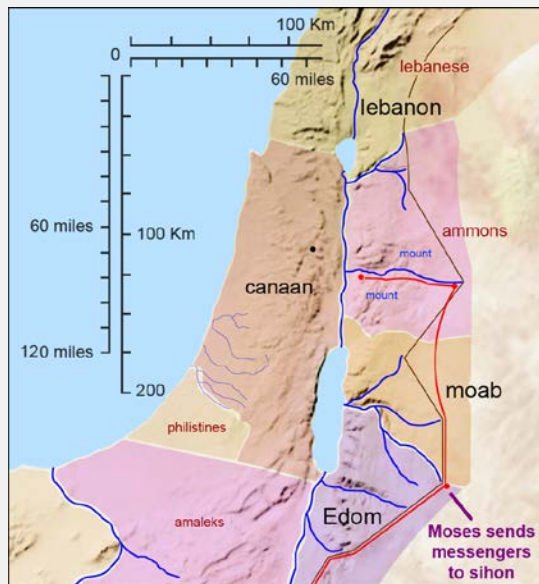 100 Km
0
60 miles
lebanese
lebanon
60 miles
100 Km
ammons
mount
canaan
mount
120 miles
200
moab
philistines
Edom
amaleks
Moses sends
messengers
to sihon